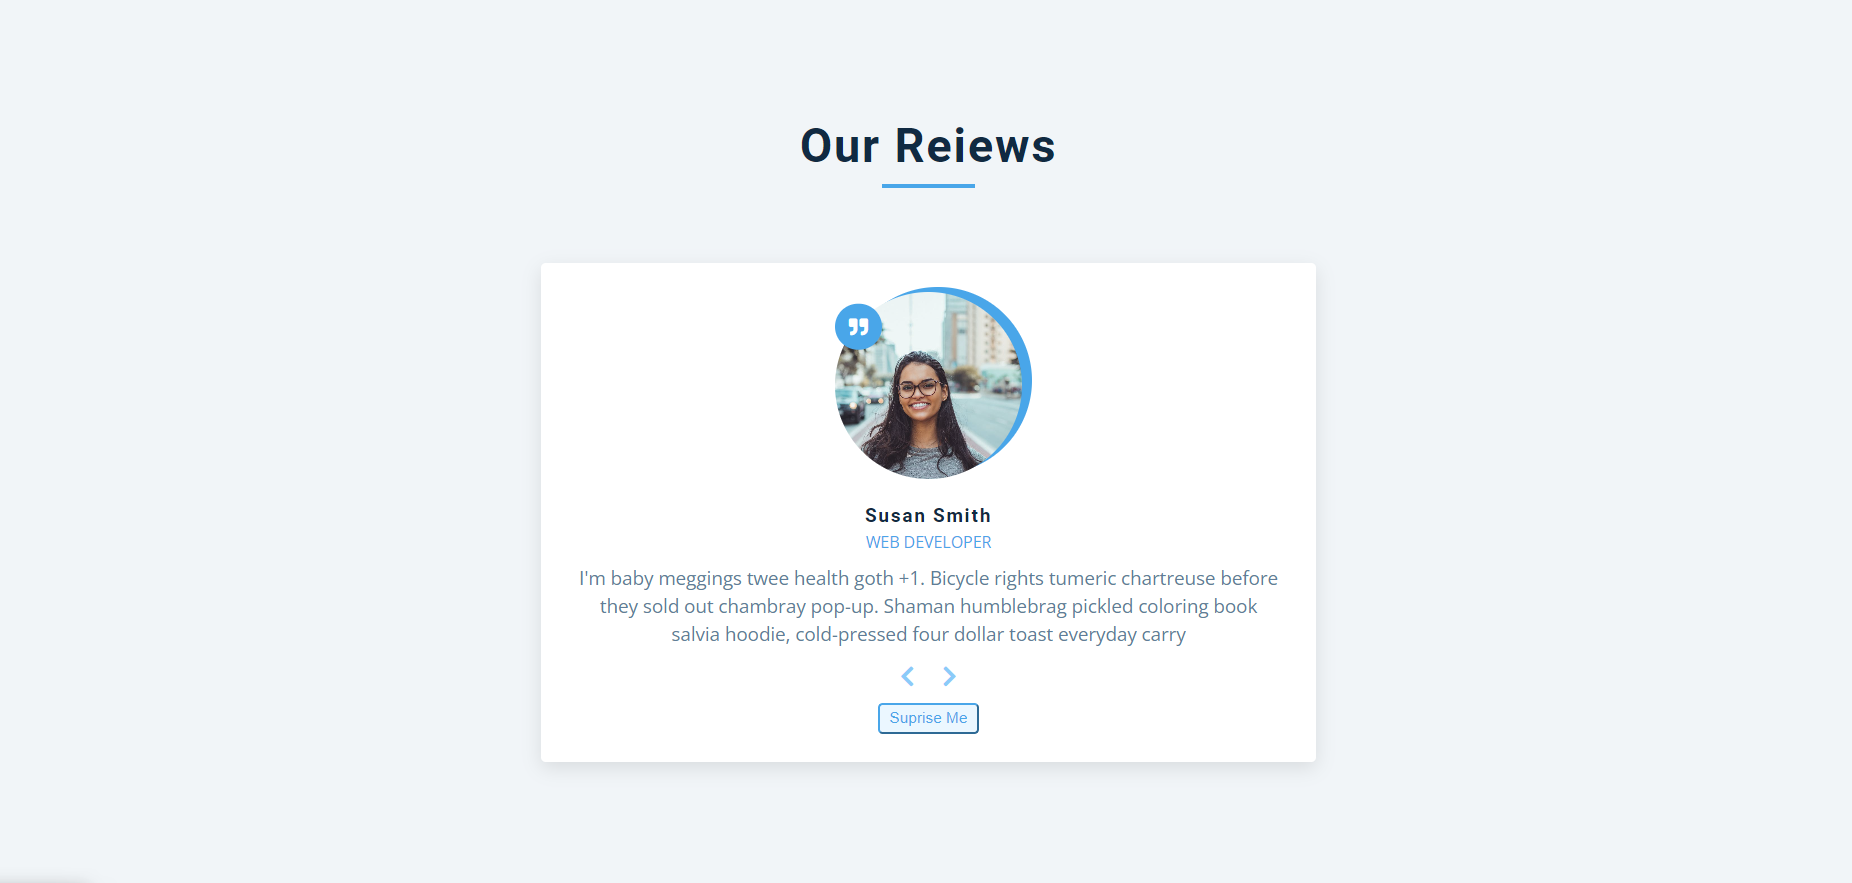 Our Reiews
Susan Smith
WEB DEVELOPER
I'm baby meggings twee health goth +1. Bicycle rights tumeric chartreuse before
they sold out chambray pop-up. Shaman humblebrag pickled coloring book
salvia hoodie, cold-pressed four dollar toast everyday carry
Suprise Me